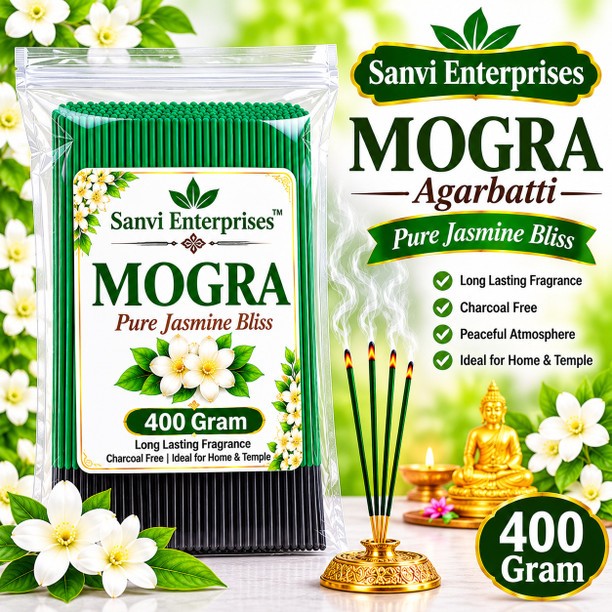 Sanvi Enterprises
MOGRA
Agarbatti
Pure Jasmine Bliss
Long Lasting Fragrance
Charcoal Free
Peaceful Atmosphere
Ideal for Home & Temple
Sanvi Enterprises™
MOGRA
Pure Jasmine Bliss
400 Gram
Long Lasting Fragrance
Charcoal Free | Ideal for Home & Temple
400
Gram